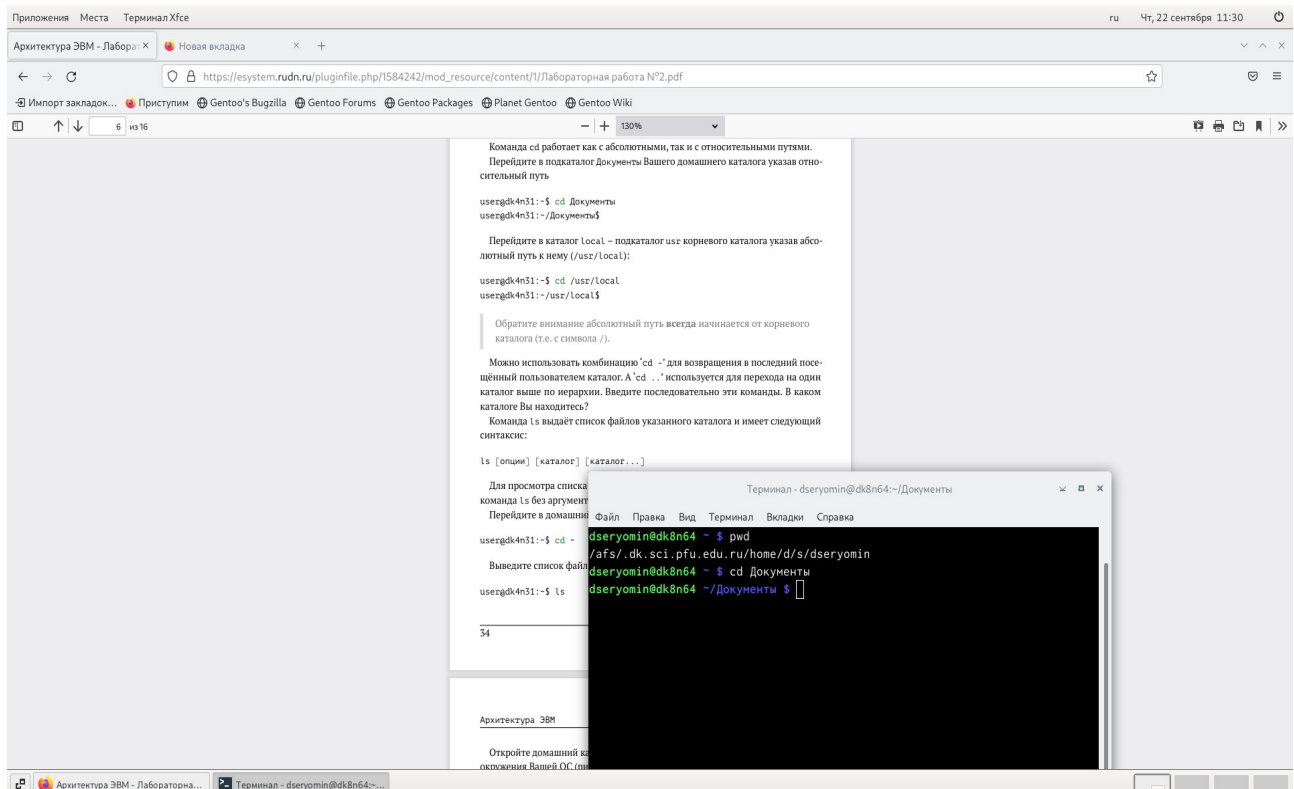 Приложения Места Терминал Xfce
ru Чт, 22 сентября 11:30
Архитектура ЭВМ - Лаборат
Новая вкладка
https://esystem.rudn.ru/pluginfile.php/1584242/mod_resource/content/1/Лабораторная работа №2.pdf
Импорт закладок... Приступим Gentoo's Bugzilla Gentoo Forums Gentoo Packages Planet Gentoo Gentoo Wiki
6 из 16
130%
Команда cd работает как с абсолютными, так и с относительными путями.
Перейдите в подкаталог Документы Вашего домашнего каталога указав отно-
сительный путь
user@dk4n31:~$ cd Документы
user@dk4n31:~/Документы$
Перейдите в каталог local – подкаталог usr корневого каталога указав абсо-
лютный путь к нему (/usr/local):
user@dk4n31:~$ cd /usr/local
user@dk4n31:~/usr/local$
Обратите внимание абсолютный путь всегда начинается от корневого
каталога (т.е. с символа /).
Можно использовать комбинацию ‘cd -’ для возвращения в последний посе-
щённый пользователем каталог. А ‘cd ..’ используется для перехода на один
каталог выше по иерархии. Введите последовательно эти команды. В каком
каталоге Вы находитесь?
Команда ls выдаёт список файлов указанного каталога и имеет следующий
синтаксис:
ls [опции] [каталог] [каталог...]
Для просмотра списка
команда ls без аргумент
Перейдите в домашни
user@dk4n31:~$ cd -
Выведите список файл
user@dk4n31:~$ ls
34
Терминал - dseryomin@dk8n64:~/Документы
Файл Правка Вид Терминал Вкладки Справка
dseryomin@dk8n64 ~ $ pwd
/afs/.dk.sci.pfu.edu.ru/home/d/s/dseryomin
dseryomin@dk8n64 ~ $ cd Документы
dseryomin@dk8n64 ~/Документы $
Архитектура ЭВМ
Откройте домашний ка
окружения Вашей ОС (ри
Архитектура ЭВМ - Лабораторна...
Терминал - dseryomin@dk8n64:~...